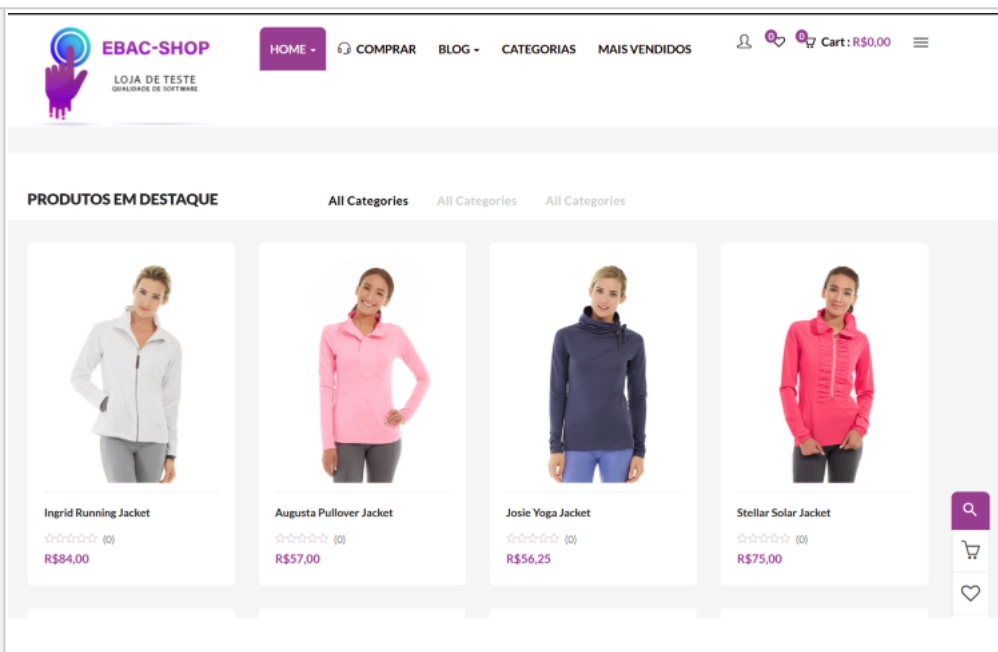 EBAC-SHOP
LOJA DE TESTE
QUALIDADE DE SOFTWARE
HOME COMPRAR BLOG CATEGORIAS MAIS VENDIDOS
0 0 Cart : R$0,00
PRODUTOS EM DESTAQUE All Categories All Categories All Categories
Ingrid Running Jacket
(0)
R$84,00
Augusta Pullover Jacket
(0)
R$57,00
Josie Yoga Jacket
(0)
R$56,25
Stellar Solar Jacket
(0)
R$75,00